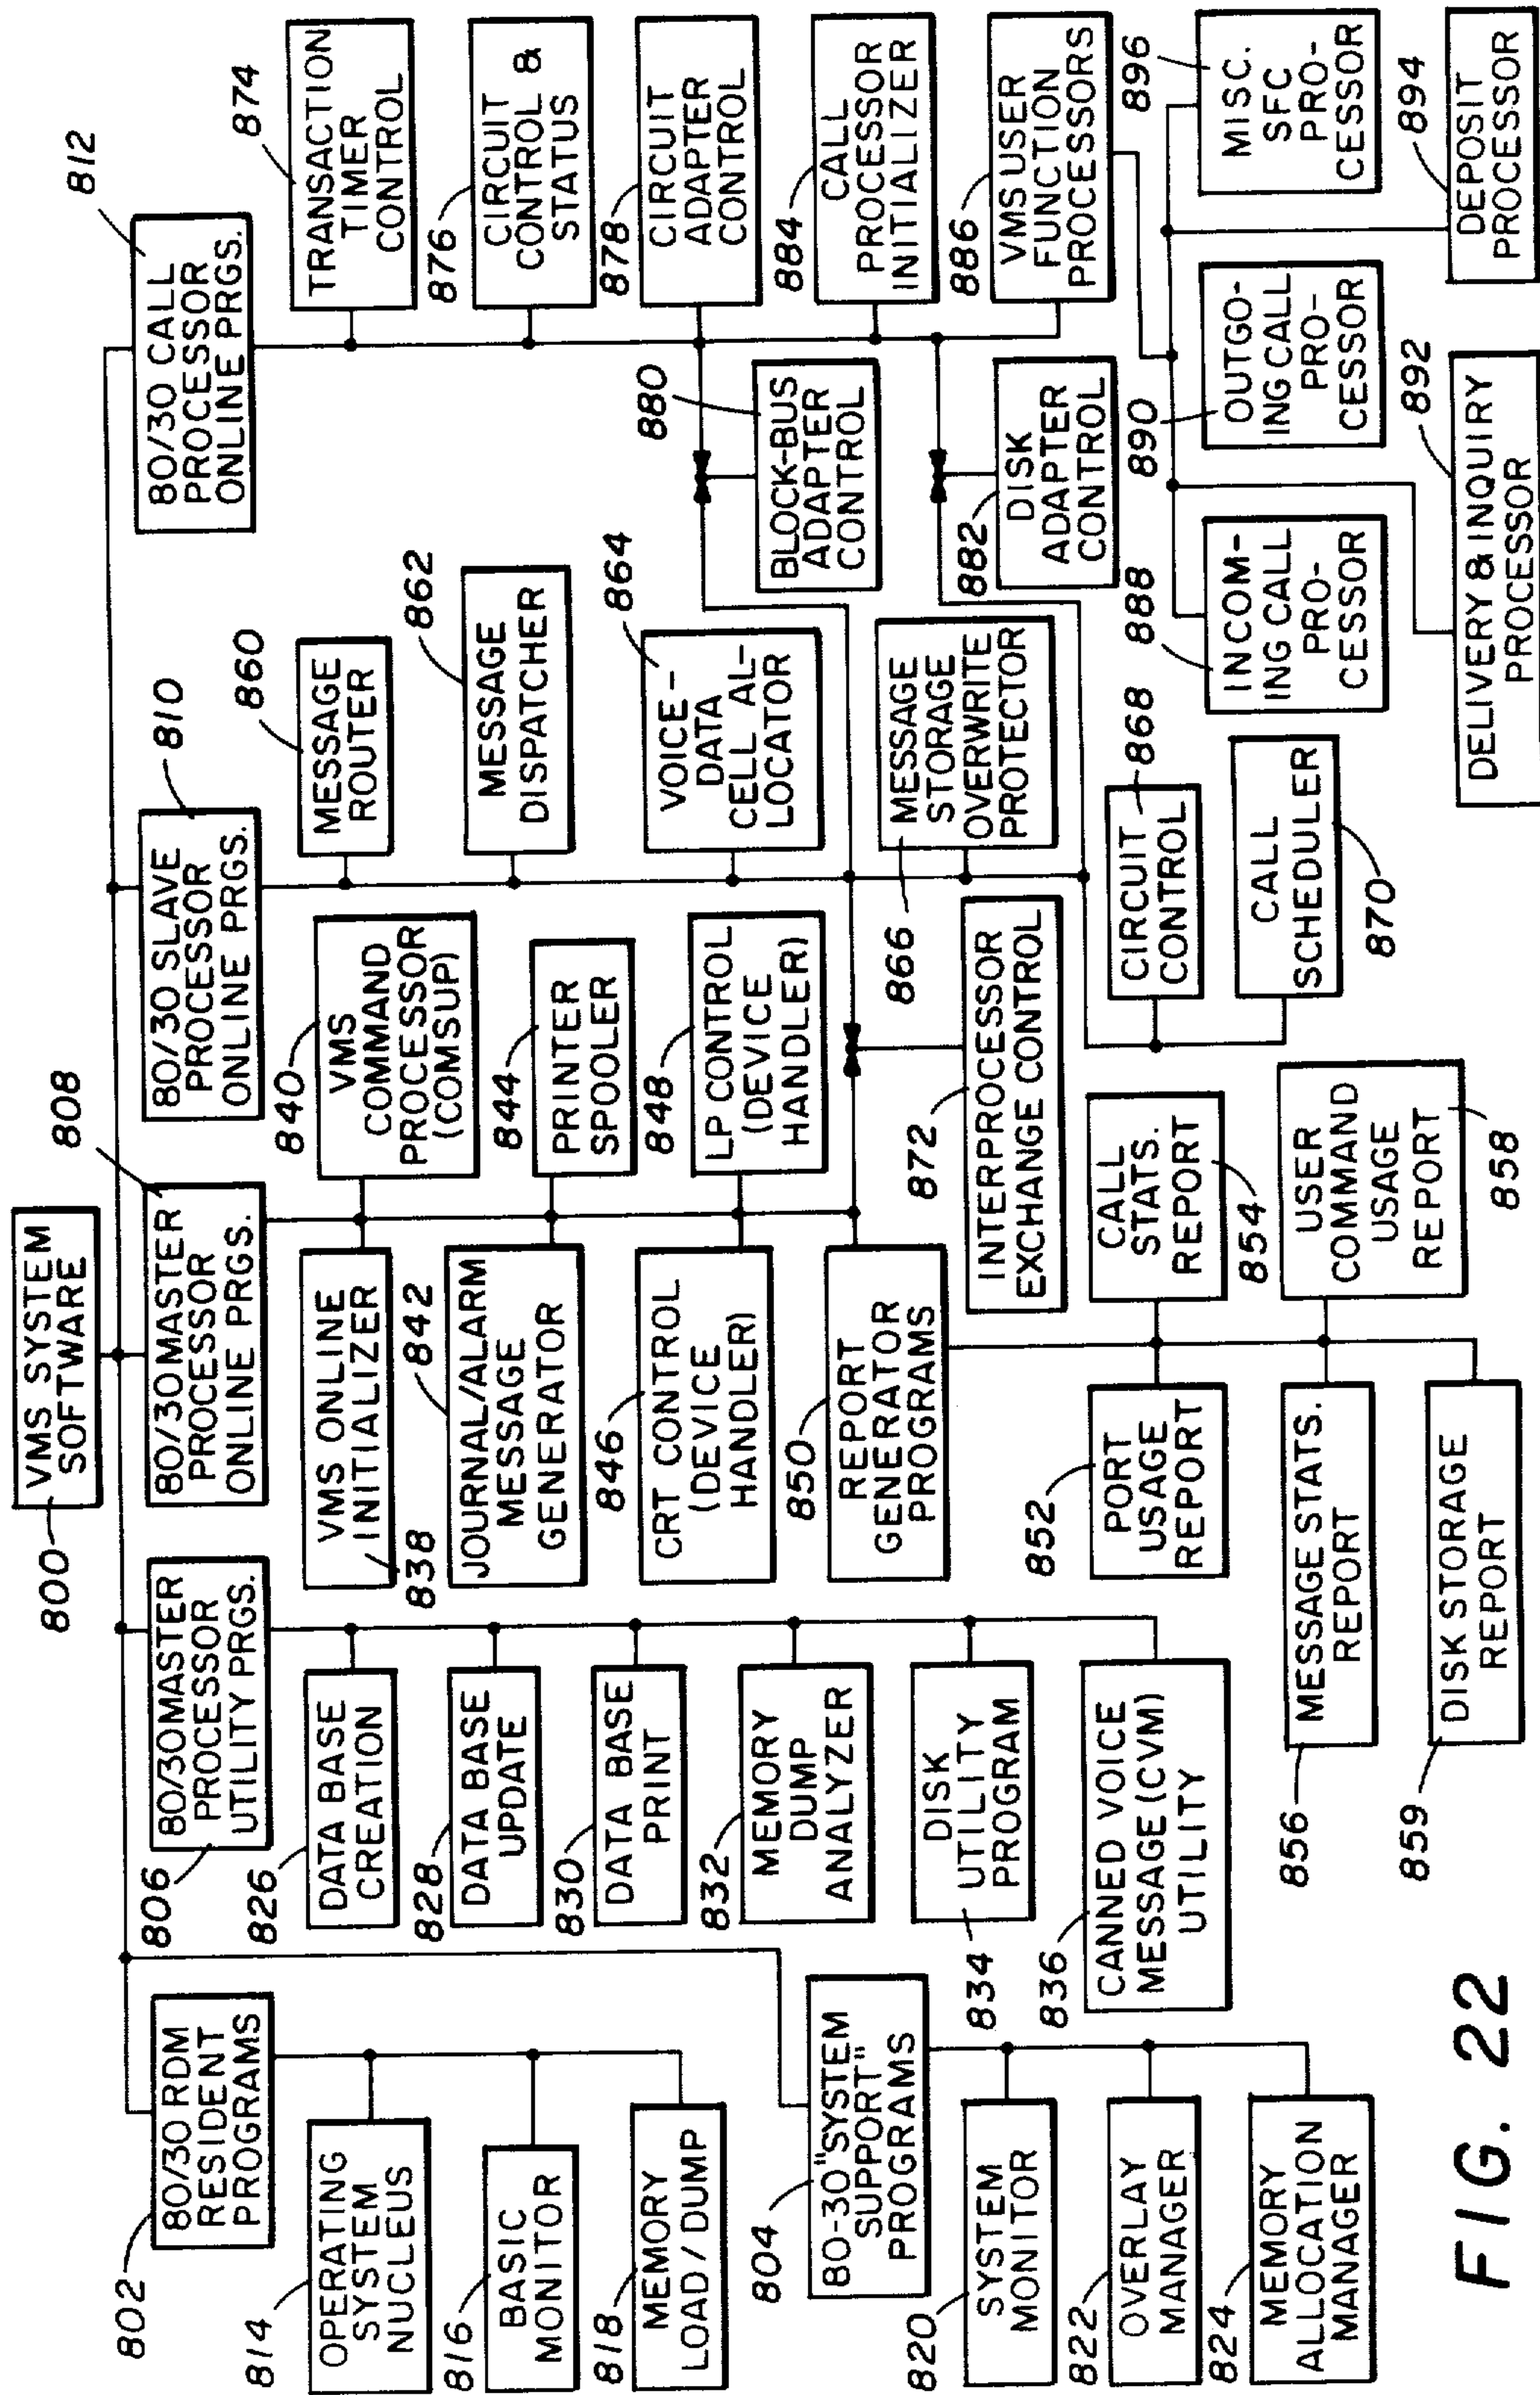 VMS SYSTEM
SOFTWARE
800
802
80/30 RDM
RESIDENT
PROGRAMS
814
OPERATING
SYSTEM
NUCLEUS
816
BASIC
MONITOR
818
MEMORY
LOAD/DUMP
804
80-30 "SYSTEM
SUPPORT"
PROGRAMS
820
SYSTEM
MONITOR
822
OVERLAY
MANAGER
824
MEMORY
ALLOCATION
MANAGER
806
80/30 MASTER
PROCESSOR
UTILITY PRGS.
826
DATA BASE
CREATION
828
DATA BASE
UPDATE
830
DATA BASE
PRINT
832
MEMORY
DUMP
ANALYZER
834
DISK
UTILITY
PROGRAM
836
CANNED VOICE
MESSAGE (CVM)
UTILITY
808
80/30 MASTER
PROCESSOR
ONLINE PRGS.
838
VMS ONLINE
INITIALIZER
840
VMS
COMMAND
PROCESSOR
(COMSUP)
842
JOURNAL/ALARM
MESSAGE
GENERATOR
844
PRINTER
SPOOLER
846
CRT CONTROL
(DEVICE
HANDLER)
848
LP CONTROL
(DEVICE
HANDLER)
850
REPORT
GENERATOR
PROGRAMS
852
PORT
USAGE
REPORT
CALL
STATS.
REPORT
854
856
MESSAGE STATS.
REPORT
USER
COMMAND
USAGE
REPORT
858
859
DISK STORAGE
REPORT
872
INTERPROCESSOR
EXCHANGE CONTROL
810
80/30 SLAVE
PROCESSOR
ONLINE PRGS.
860
MESSAGE
ROUTER
862
MESSAGE
DISPATCHER
864
VOICE-
DATA
CELL AL-
LOCATOR
866
MESSAGE
STORAGE
OVERWRITE
PROTECTOR
868
CIRCUIT
CONTROL
CALL
SCHEDULER
870
812
80/30 CALL
PROCESSOR
ONLINE PRGS.
874
TRANSACTION
TIMER
CONTROL
876
CIRCUIT
CONTROL &
STATUS
878
CIRCUIT
ADAPTER
CONTROL
880
BLOCK-BUS
ADAPTER
CONTROL
882
DISK
ADAPTER
CONTROL
884
CALL
PROCESSOR
INITIALIZER
886
VMS USER
FUNCTION
PROCESSORS
888
INCOM-
ING CALL
PRO-
CESSOR
890
OUTGO-
ING CALL
PRO-
CESSOR
892
DELIVERY & INQUIRY
PROCESSOR
894
DEPOSIT
PROCESSOR
896
MISC.
SFC
PRO-
CESSOR
FIG. 22